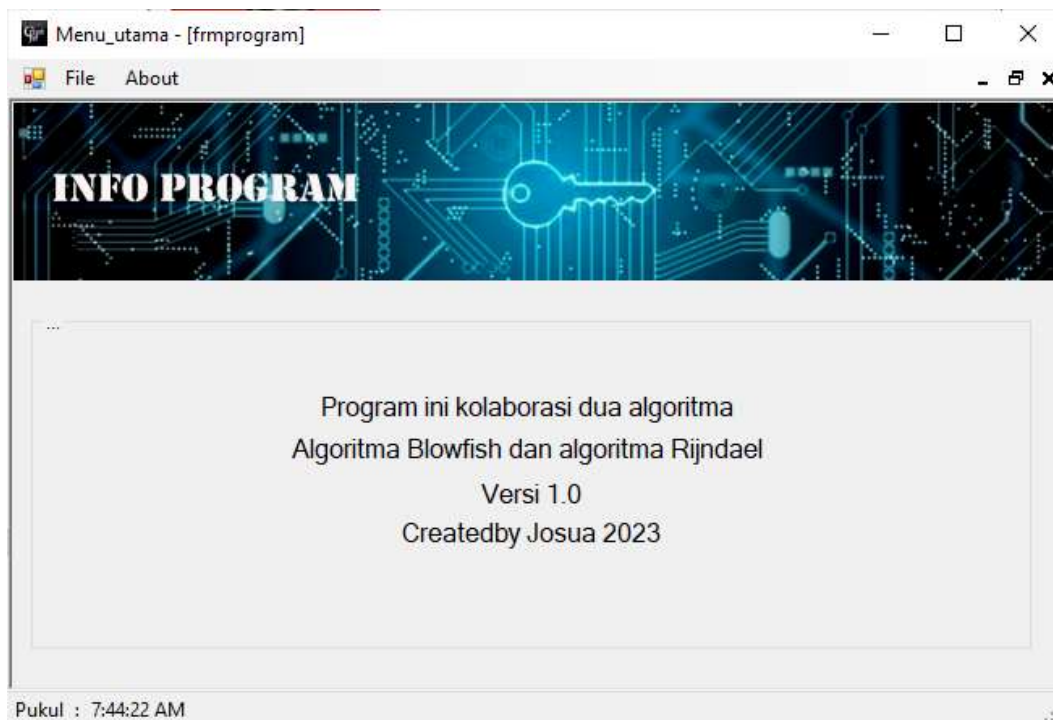 Menu_utama - [frmprogram]
File About
INFO PROGRAM
...
Program ini kolaborasi dua algoritma
Algoritma Blowfish dan algoritma Rijndael
Versi 1.0
Createdby Josua 2023
Pukul : 7:44:22 AM